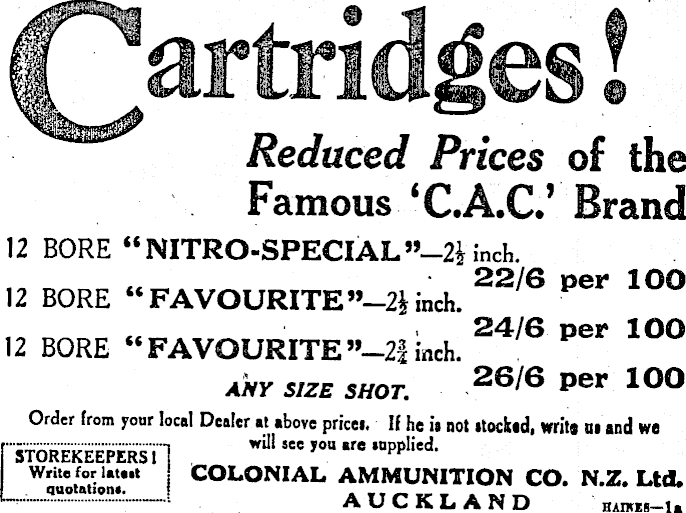 Cartridges!
Reduced Prices of the
Famous ‘C.A.C.’ Brand
12 BORE “NITRO-SPECIAL”—2½ inch.
22/6 per 100
12 BORE “FAVOURITE”—2½ inch.
24/6 per 100
12 BORE “FAVOURITE”—2¾ inch.
26/6 per 100
ANY SIZE SHOT.
Order from your local Dealer at above prices. If he is not stocked, write us and we
will see you are supplied.
STOREKEEPERS!
Write for latest
quotations.
COLONIAL AMMUNITION CO. N.Z. Ltd.
AUCKLAND
HAINES—1a